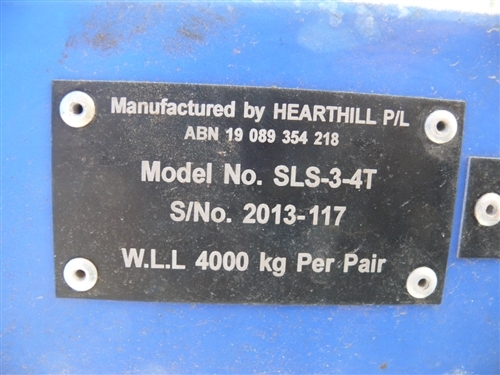 Manufactured by HEARTHILL P/L
ABN 19 089 354 218
Model No. SLS-3-4T
S/No. 2013-117
W.L.L 4000 kg Per Pair